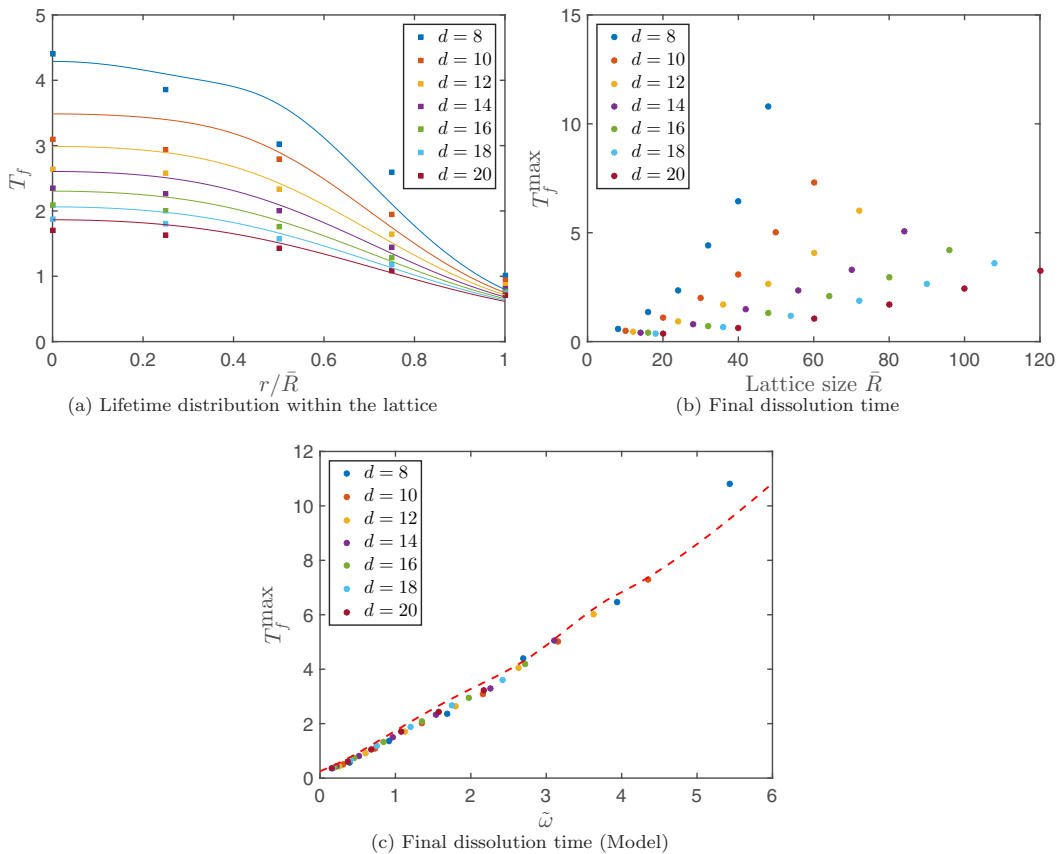 5
4
3
2
1
0
T_f
0
0.2
0.4
0.6
0.8
1
r/R̄
d = 8
d = 10
d = 12
d = 14
d = 16
d = 18
d = 20
(a) Lifetime distribution within the lattice
15
10
5
0
T_f^max
0
20
40
60
80
100
120
Lattice size R̄
d = 8
d = 10
d = 12
d = 14
d = 16
d = 18
d = 20
(b) Final dissolution time
12
10
8
6
4
2
0
T_f^max
0
1
2
3
4
5
6
ω̃
d = 8
d = 10
d = 12
d = 14
d = 16
d = 18
d = 20
(c) Final dissolution time (Model)